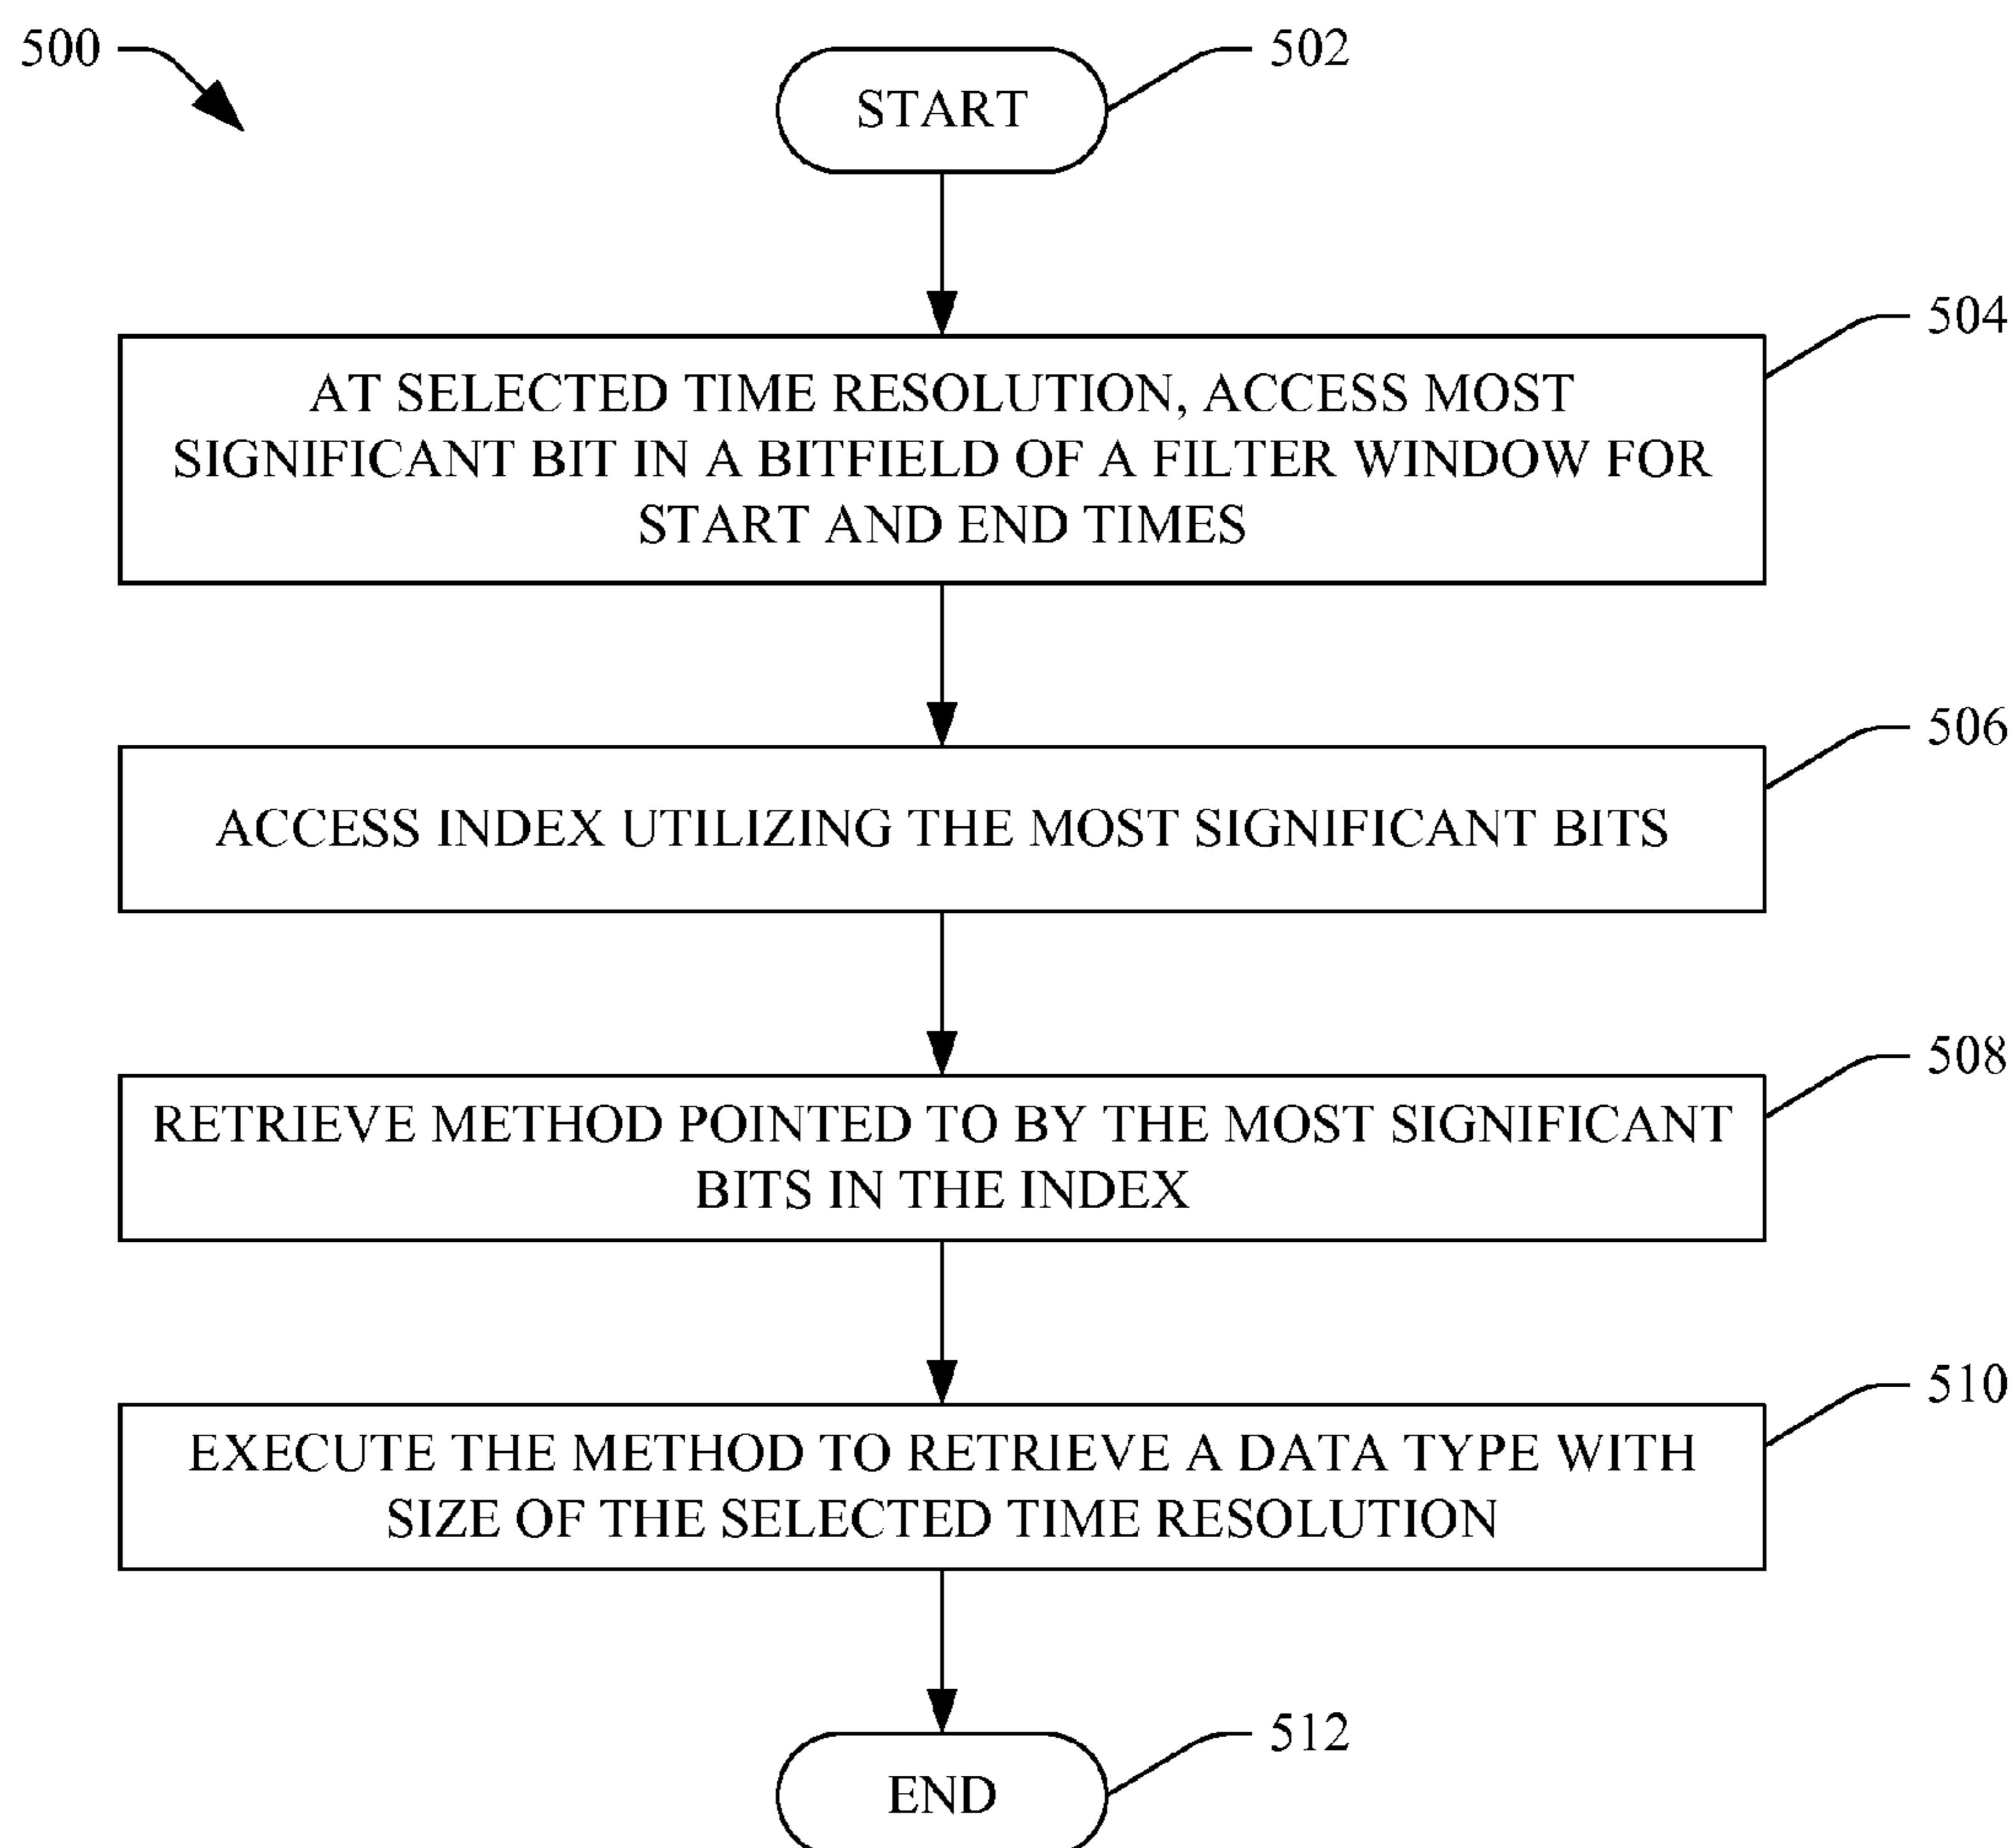 500
START
502
504
AT SELECTED TIME RESOLUTION, ACCESS MOST
SIGNIFICANT BIT IN A BITFIELD OF A FILTER WINDOW FOR
START AND END TIMES
506
ACCESS INDEX UTILIZING THE MOST SIGNIFICANT BITS
508
RETRIEVE METHOD POINTED TO BY THE MOST SIGNIFICANT
BITS IN THE INDEX
510
EXECUTE THE METHOD TO RETRIEVE A DATA TYPE WITH
SIZE OF THE SELECTED TIME RESOLUTION
512
END